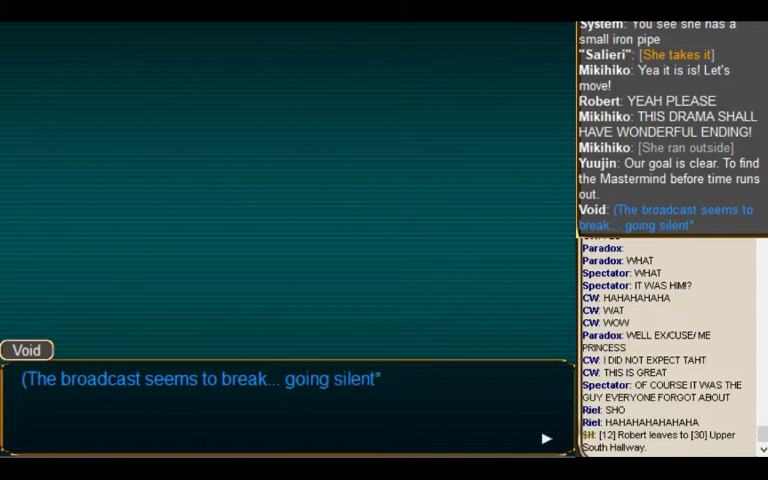 System: You see she has a
small iron pipe
"Salieri": [She takes it]
Mikihiko: Yea it is is! Let's
move!
Robert: YEAH PLEASE
Mikihiko: THIS DRAMA SHALL
HAVE WONDERFUL ENDING!
Mikihiko: [She ran outside]
Yuujin: Our goal is clear. To find
the Mastermind before time runs
out.
Void: (The broadcast seems to
break... going silent*
Paradox:
Paradox: WHAT
Spectator: WHAT
Spectator: IT WAS HIM!?
CW: HAHAHAHAHA
CW: WAT
CW: WOW
Paradox: WELL EX/CUSE/ ME
PRINCESS
CW: I DID NOT EXPECT TAHT
CW: THIS IS GREAT
Spectator: OF COURSE IT WAS THE
GUY EVERYONE FORGOT ABOUT
Riel: SHO
Riel: HAHAHAHAHAHA
$H: [12] Robert leaves to [30] Upper
South Hallway.
Void
(The broadcast seems to break... going silent*